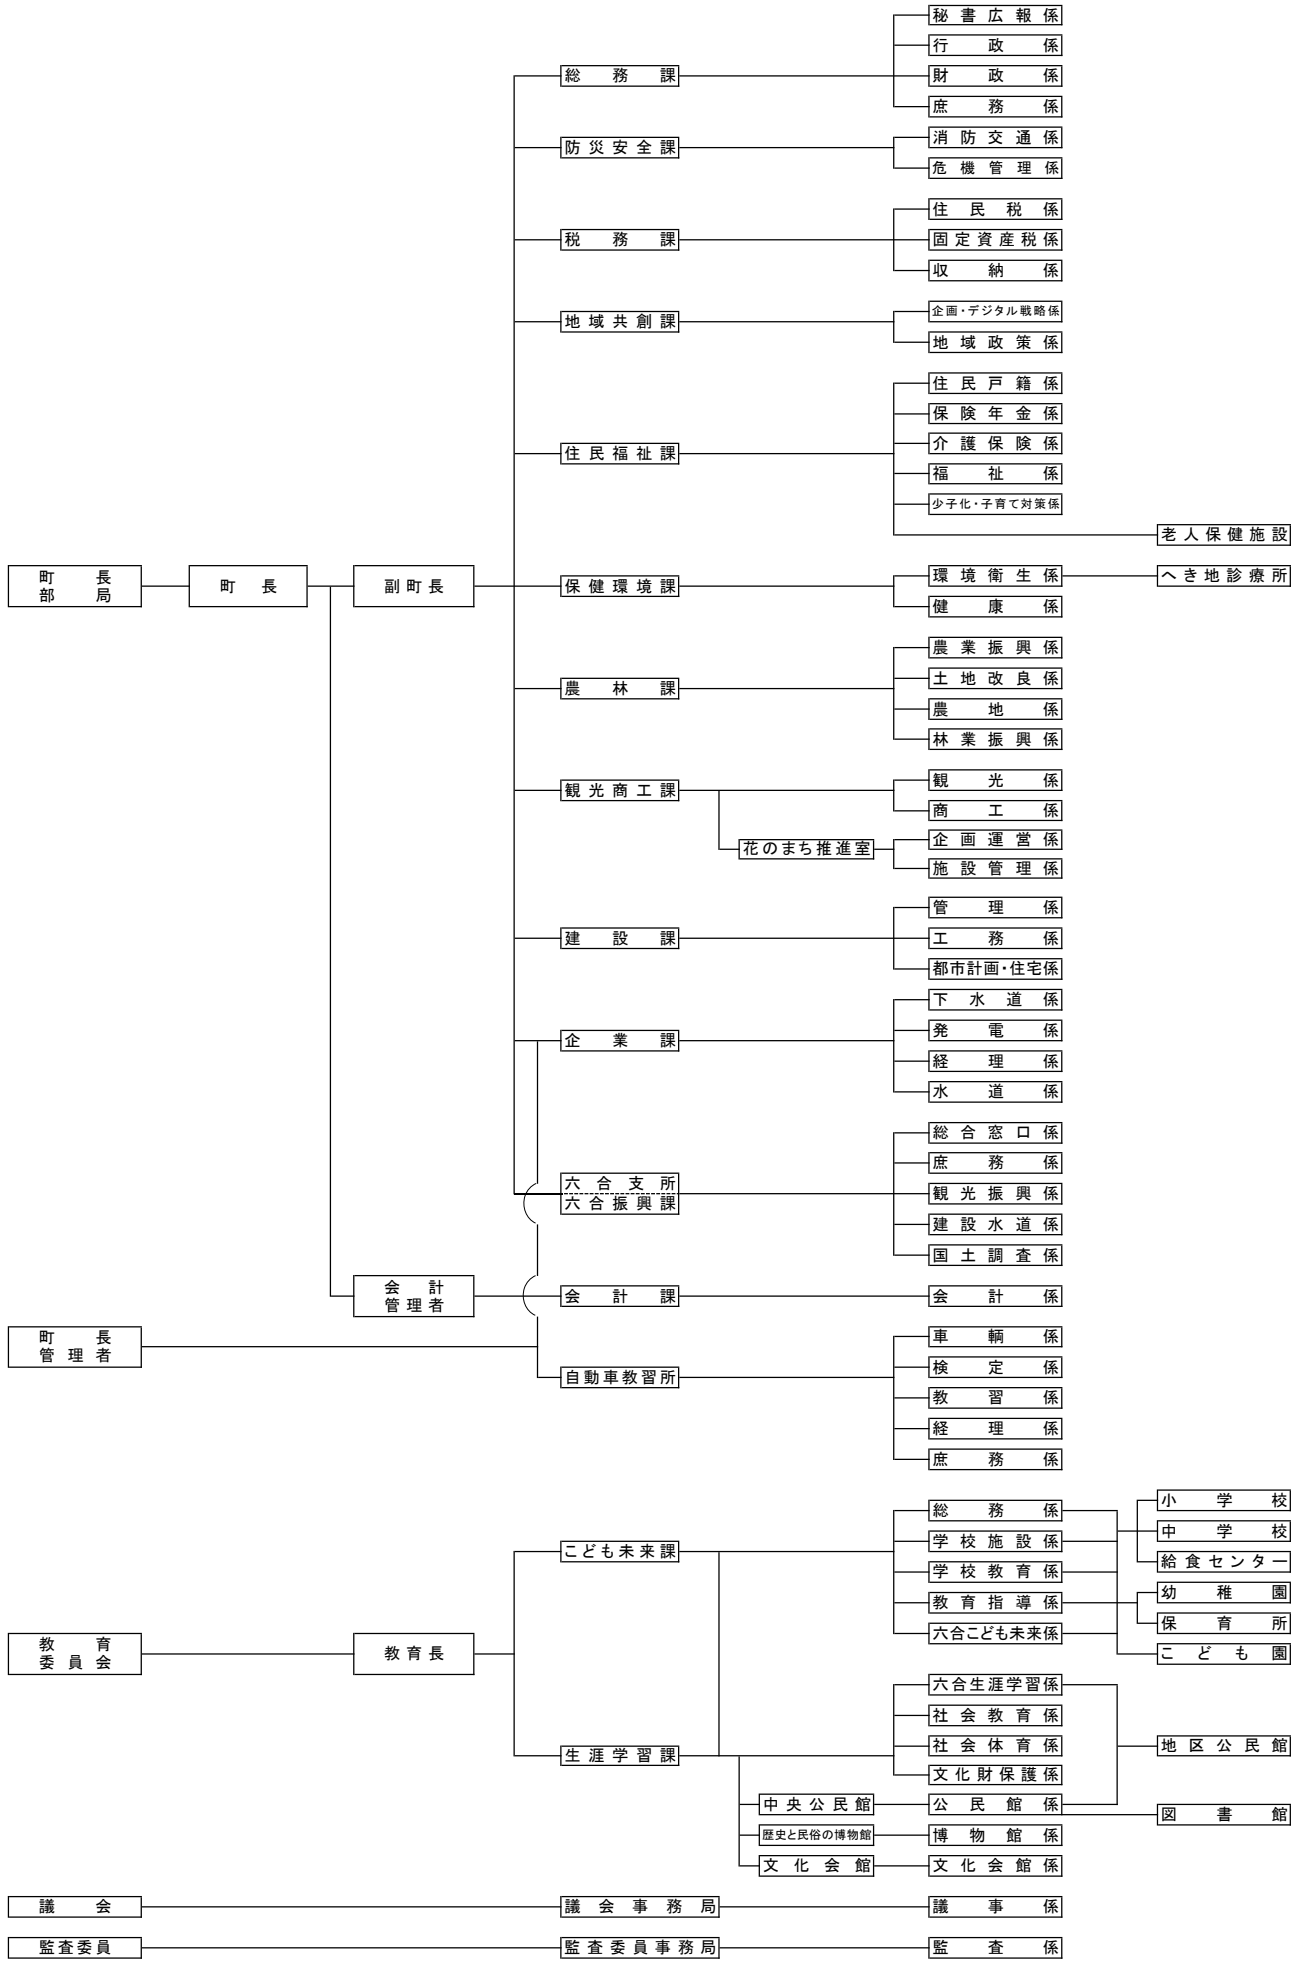 秘書広報係
行政係
総務課
財政係
庶務係
消防交通係
防災安全課
危機管理係
住民税係
税務課
固定資産税係
収納係
企画・デジタル戦略係
地域共創課
地域政策係
住民戸籍係
保険年金係
介護保険係
住民福祉課
福祉係
少子化・子育て対策係
老人保健施設
町長
部局
町長
副町長
保健環境課
環境衛生係
へき地診療所
健康係
農業振興係
土地改良係
農林課
農地係
林業振興係
観光係
観光商工課
商工係
花のまち推進室
企画運営係
施設管理係
管理係
建設課
工務係
都市計画・住宅係
下水道係
発電係
企業課
経理係
水道係
総合窓口係
庶務係
六合支所
六合振興課
観光振興係
建設水道係
国土調査係
会計
管理者
会計課
会計係
町長
管理者
車輌係
検定係
自動車教習所
教習係
経理係
庶務係
小学校
総務係
中学校
学校施設係
こども未来課
給食センター
学校教育係
幼稚園
教育指導係
保育所
六合こども未来係
教育
委員会
教育長
こども園
六合生涯学習係
社会教育係
社会体育係
地区公民館
生涯学習課
文化財保護係
中央公民館
公民館係
図書館
歴史と民俗の博物館
博物館係
文化会館
文化会館係
議会
議会事務局
議事係
監査委員
監査委員事務局
監査係